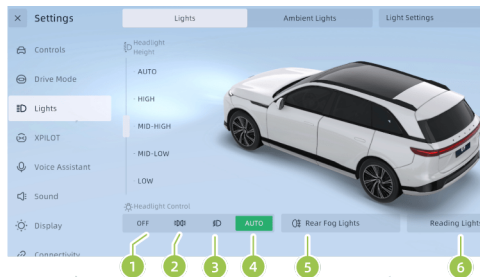 Settings
Lights
Ambient Lights
Light Settings
Controls
Drive Mode
Lights
XPILOT
Voice Assistant
Sound
Display
Connectivity
Headlight
Height
AUTO
HIGH
MID-HIGH
MID-LOW
LOW
Headlight Control
OFF
AUTO
Rear Fog Lights
Reading Lights
1
2
3
4
5
6